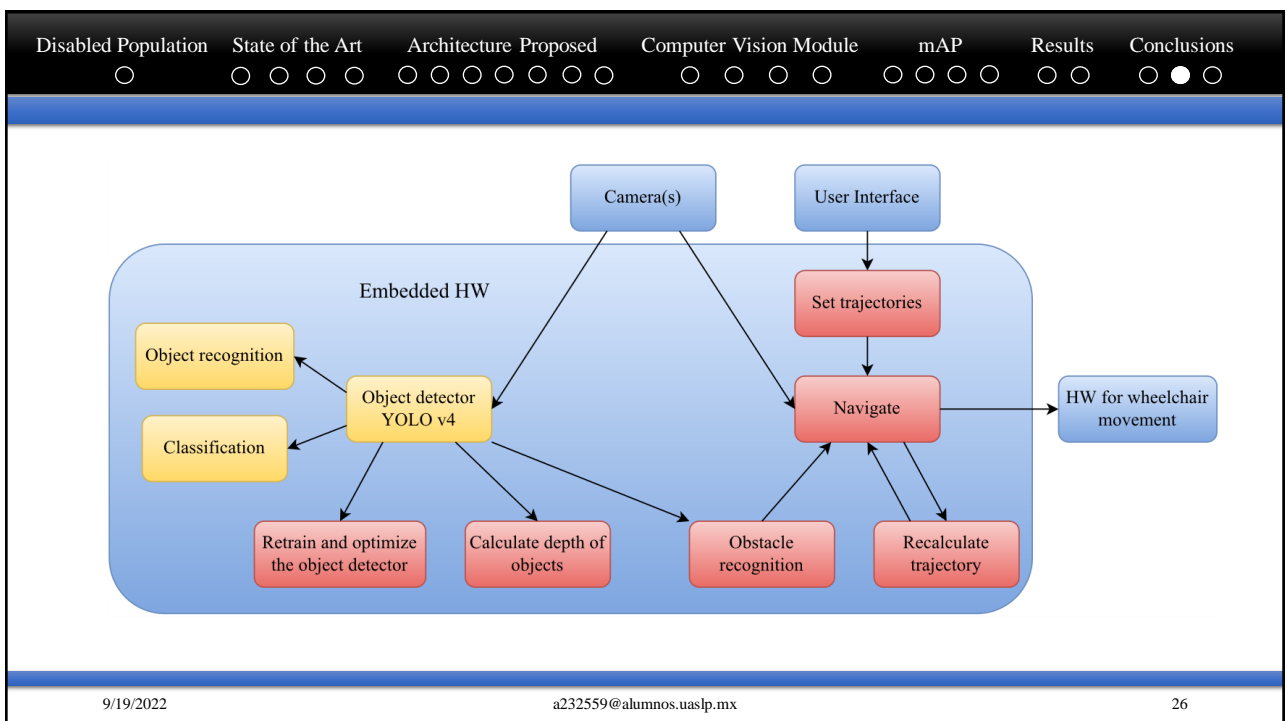 Disabled Population State of the Art Architecture Proposed Computer Vision Module mAP Results Conclusions
Camera(s)
User Interface
Embedded HW
Set trajectories
Object recognition
Object detector
YOLO v4
Navigate
HW for wheelchair
movement
Classification
Retrain and optimize
the object detector
Calculate depth of
objects
Obstacle
recognition
Recalculate
trajectory
9/19/2022 a232559@alumnos.uaslp.mx 26